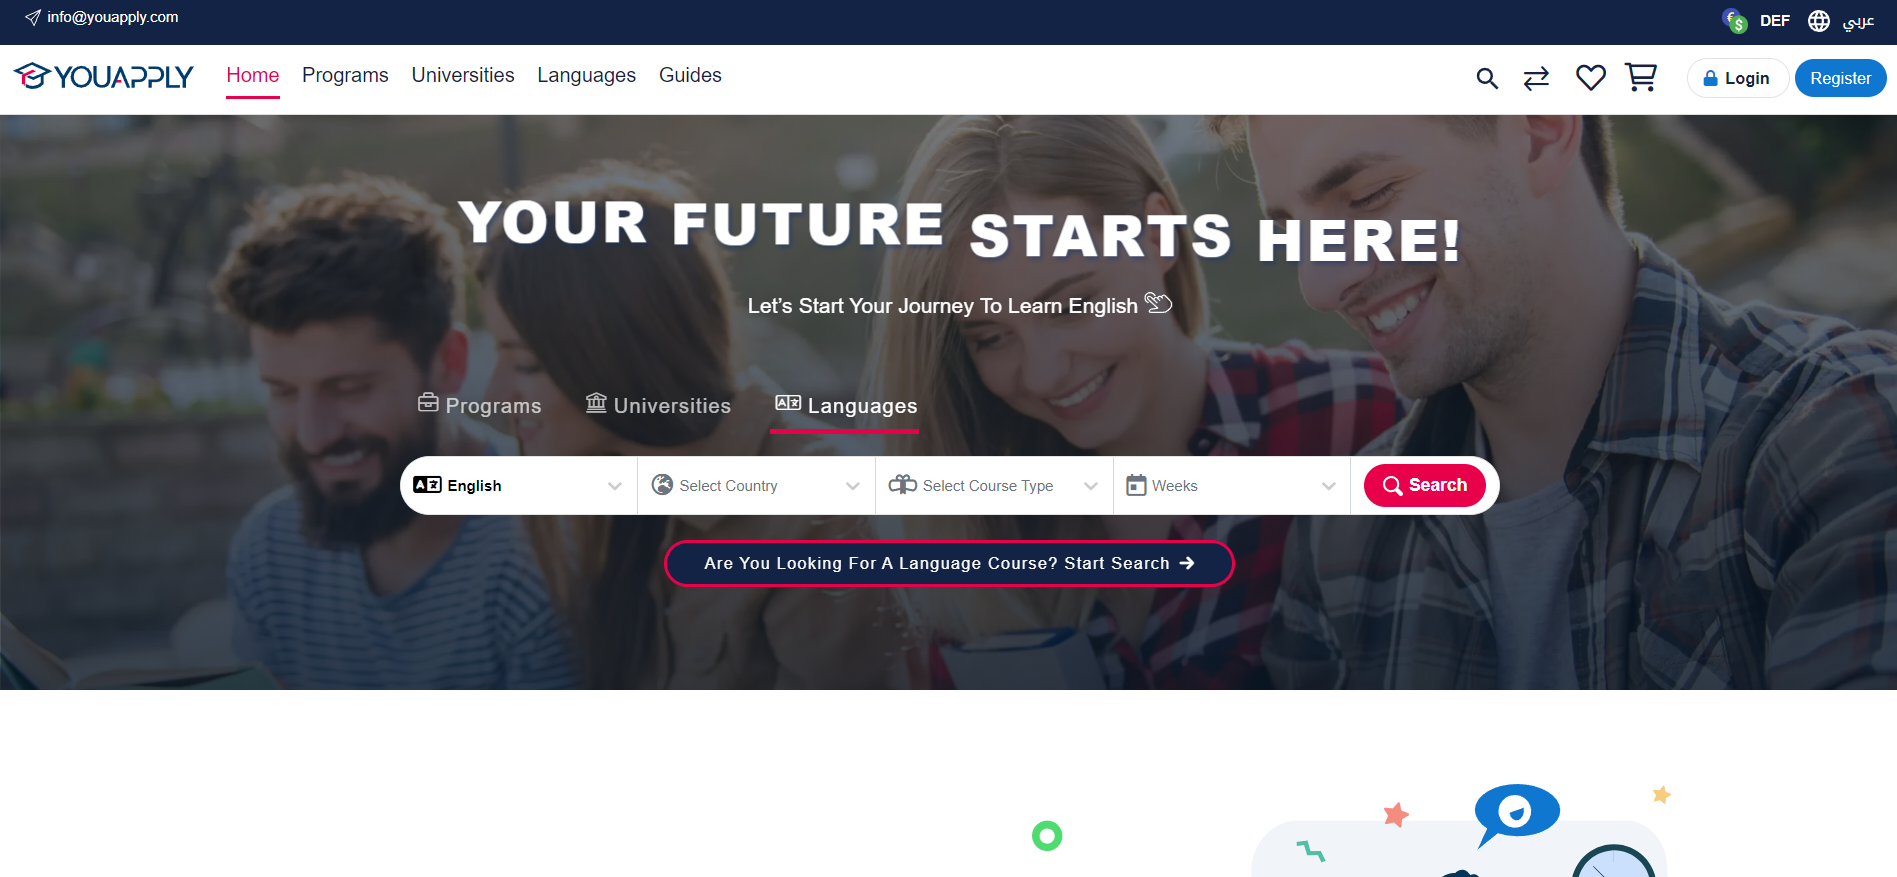 info@youapply.com
DEF
عربي
YOUAPPLY
Home
Programs
Universities
Languages
Guides
Login
Register
YOUR FUTURE STARTS HERE!
Let’s Start Your Journey To Learn English
Programs
Universities
Languages
English
Select Country
Select Course Type
Weeks
Search
Are You Looking For A Language Course? Start Search